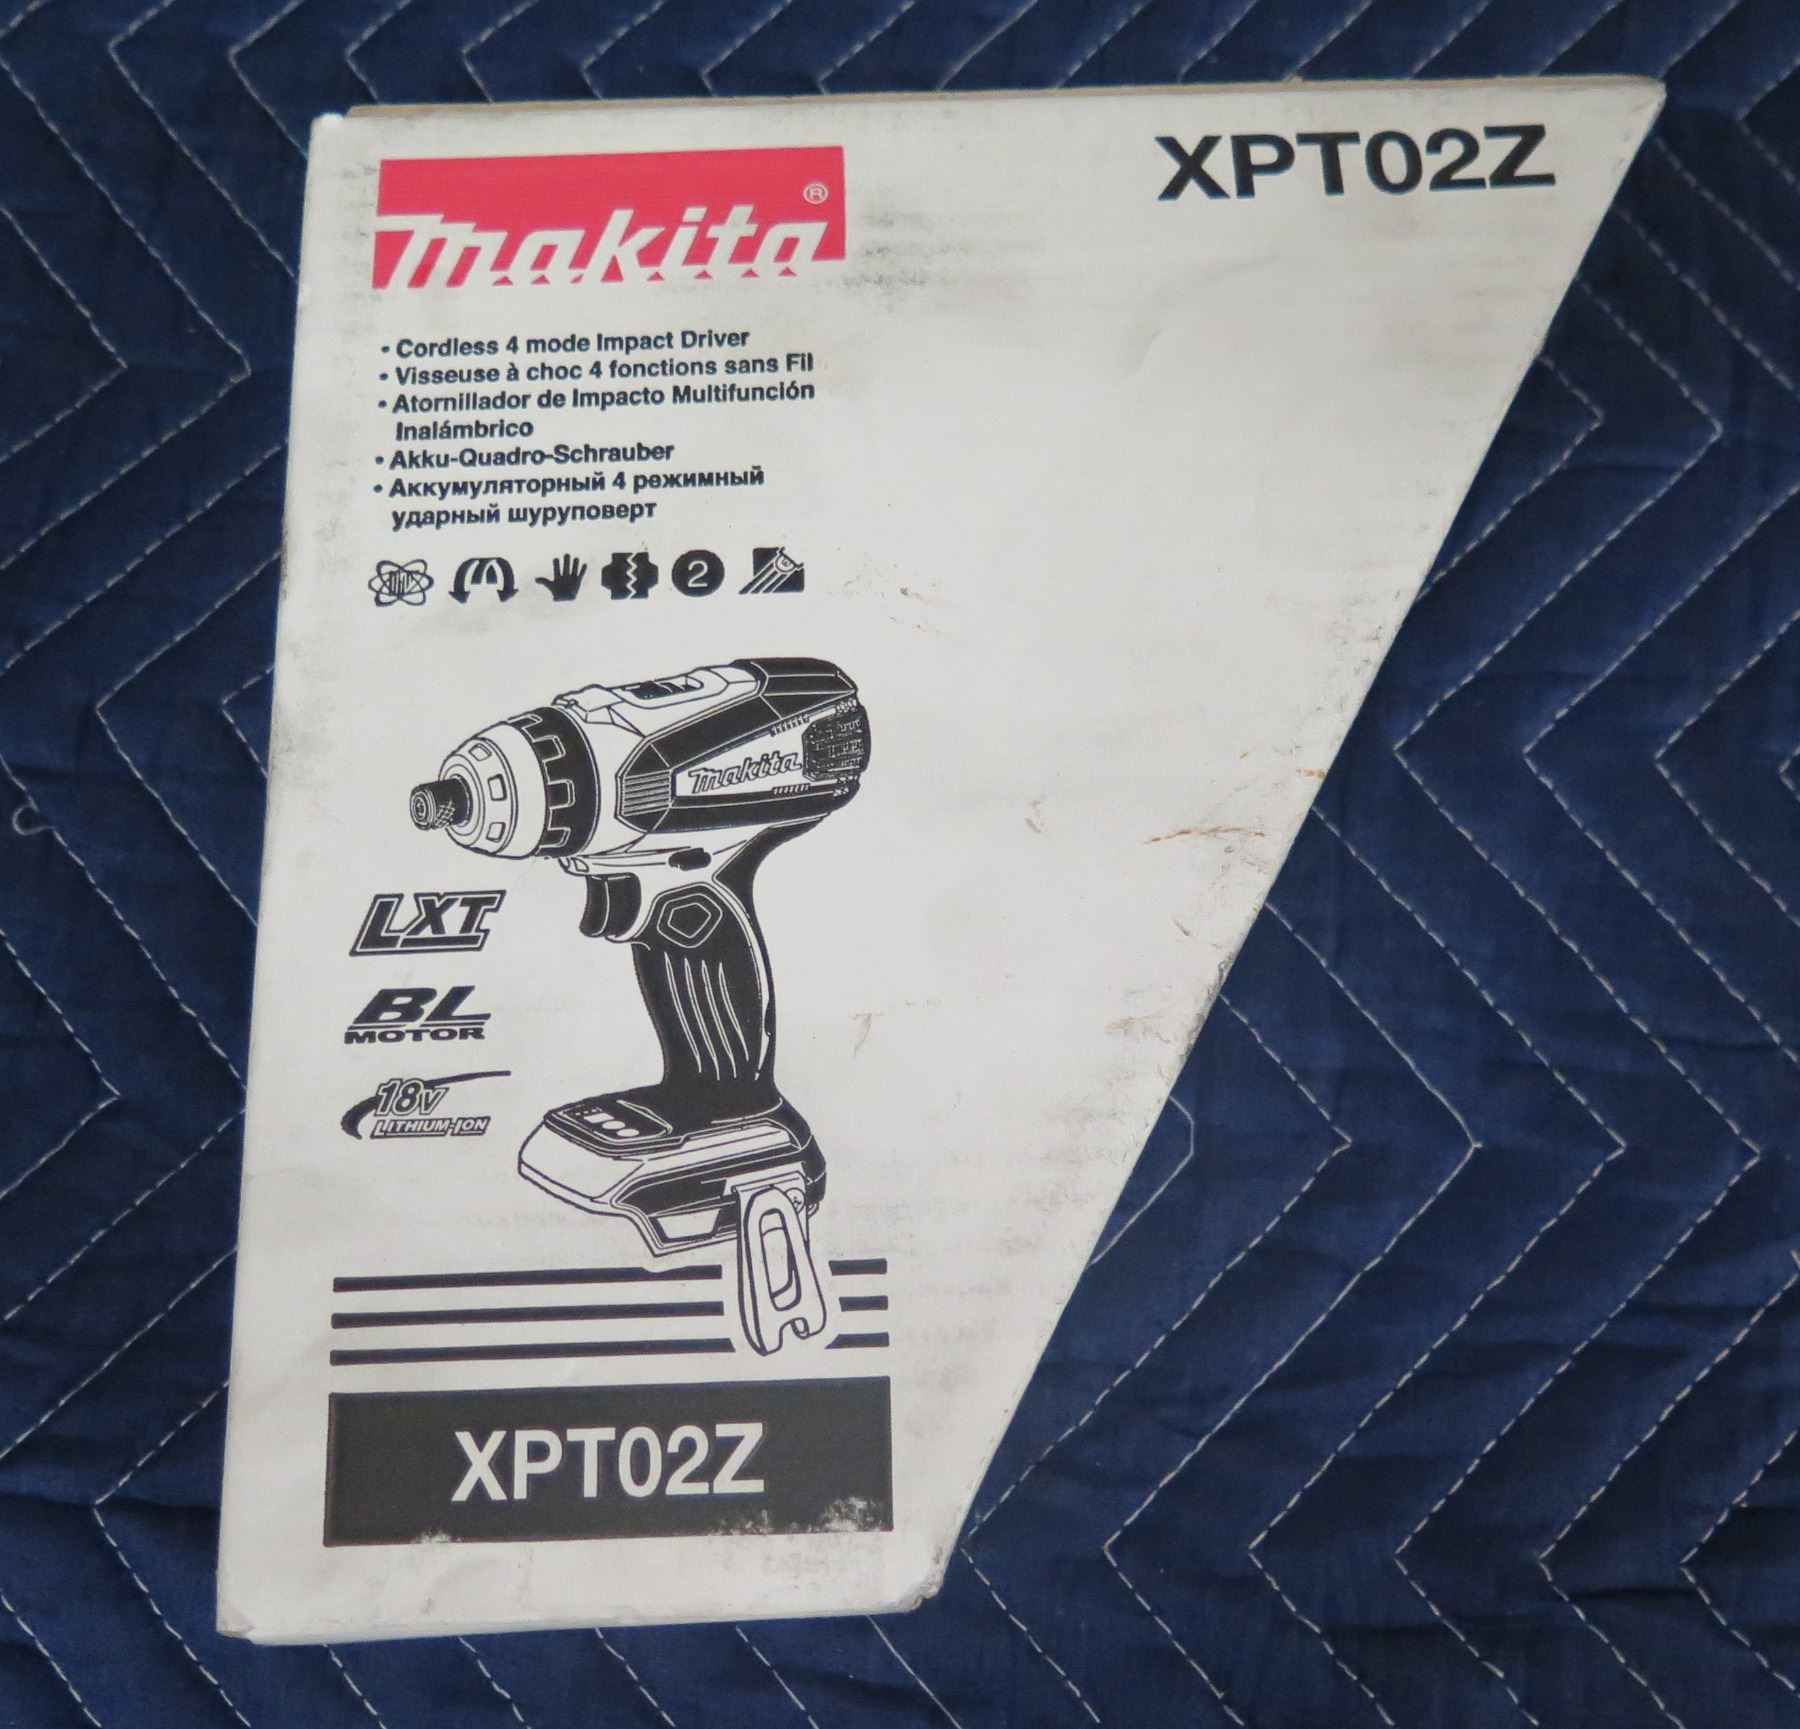 XPT02Z
makita®
• Cordless 4 mode Impact Driver
• Visseuse à choc 4 fonctions sans Fil
• Atornillador de Impacto Multifunción
Inalámbrico
• Akku-Quadro-Schrauber
• Аккумуляторный 4 режимный
ударный шуруповерт
2
makita
LXT
BL
MOTOR
18V
LITHIUM-ION
XPT02Z